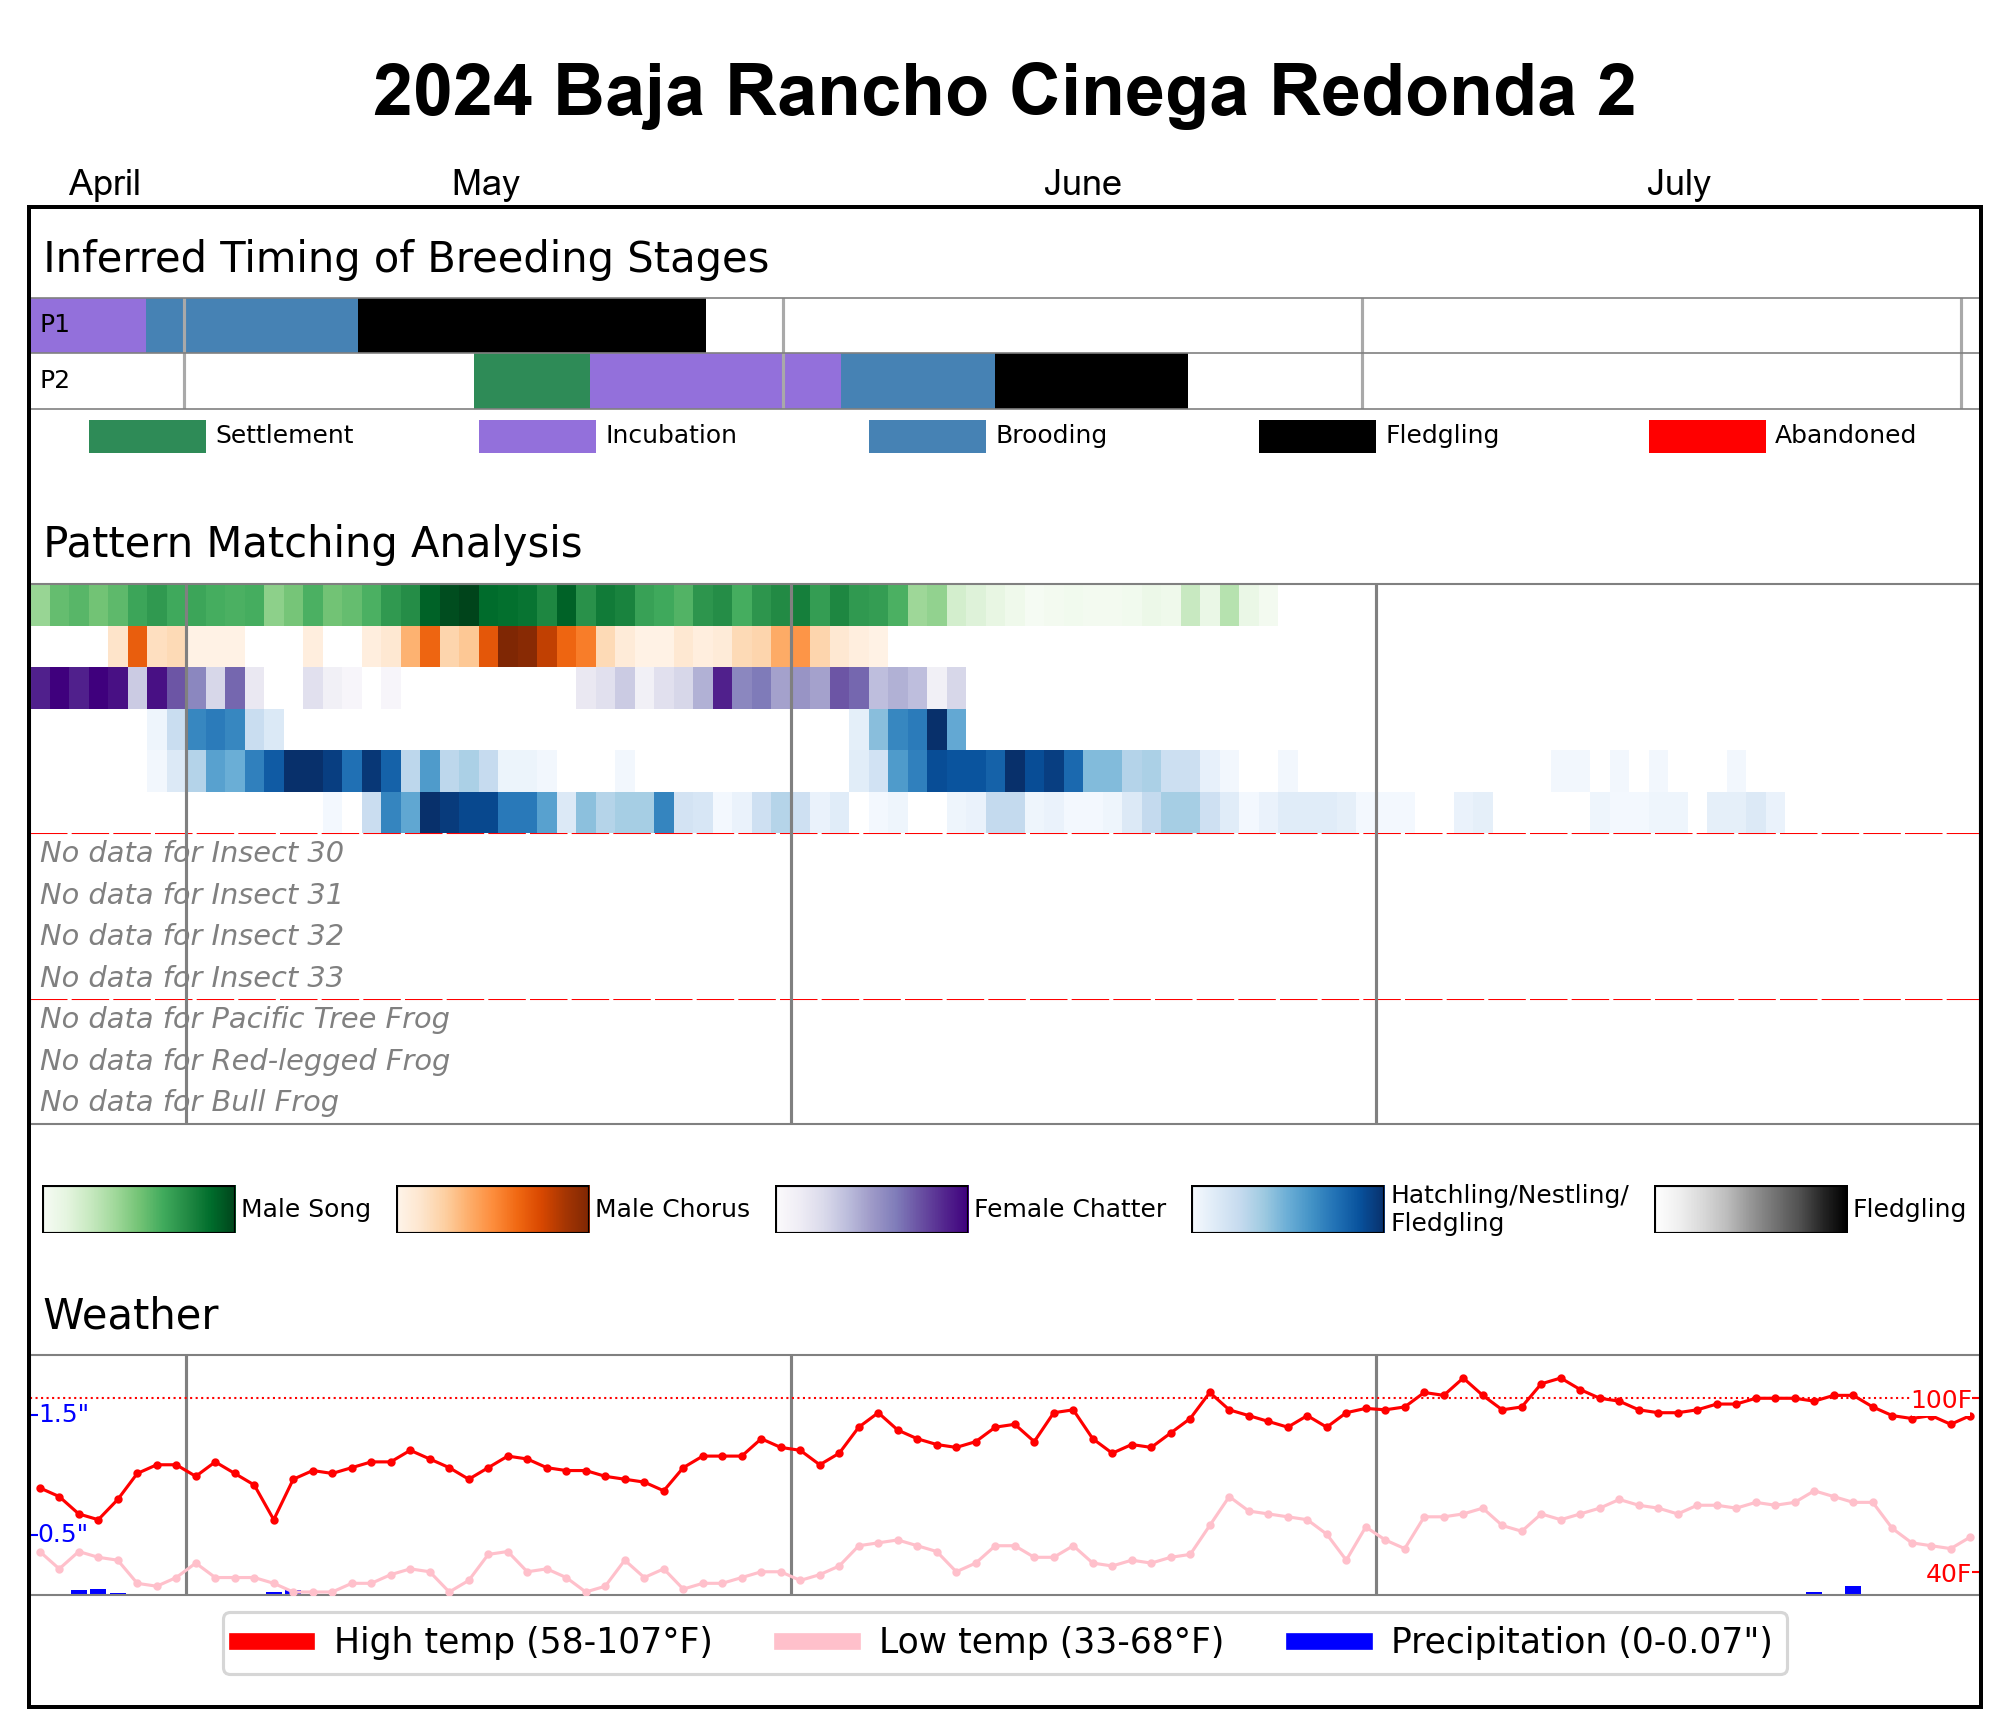 2024 Baja Rancho Cinega Redonda 2
April May June July
Inferred Timing of Breeding Stages
P1
P2
Settlement Incubation Brooding Fledgling Abandoned
Pattern Matching Analysis
No data for Insect 30
No data for Insect 31
No data for Insect 32
No data for Insect 33
No data for Pacific Tree Frog
No data for Red-legged Frog
No data for Bull Frog
Male Song Male Chorus Female Chatter Hatchling/Nestling/
Fledgling Fledgling
Weather
1.5" 100F
0.5"
40F
High temp (58-107°F) Low temp (33-68°F) Precipitation (0-0.07")